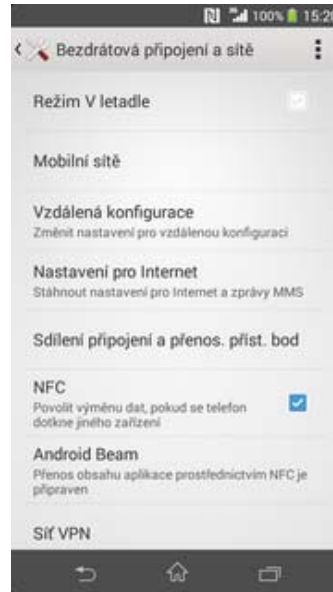 100% 15:20
Bezdrátová připojení a sítě
Režim V letadle
Mobilní sítě
Vzdálená konfigurace
Změnit nastavení pro vzdálenou konfiguraci
Nastavení pro Internet
Stáhnout nastavení pro Internet a zprávy MMS
Sdílení připojení a přenos. příst. bod
NFC
Povolit výměnu dat, pokud se telefon
dotkne jiného zařízení
Android Beam
Přenos obsahu aplikace prostřednictvím NFC je
připraven
Síť VPN